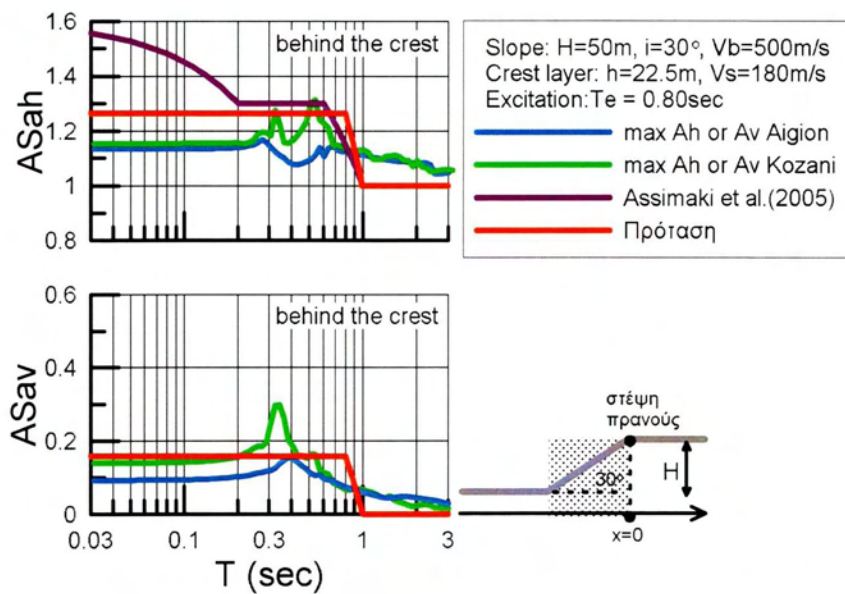 1.6
1.4
1.2
1
0.8
ASah
behind the crest
Slope: H=50m, i=30°, Vb=500m/s
Crest layer: h=22.5m, Vs=180m/s
Excitation:Te = 0.80sec
max Ah or Av Aigion
max Ah or Av Kozani
Assimaki et al.(2005)
Πρόταση
0.6
0.4
0.2
0
ASav
behind the crest
0.03
0.1
0.3
1
3
T (sec)
στέψη
πρανούς
30°
H
x=0